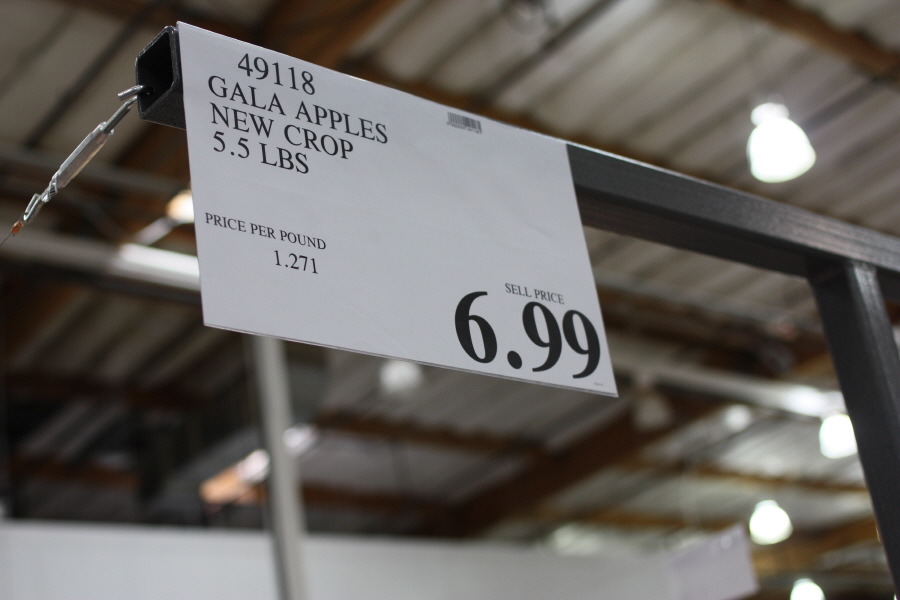 49118
GALA APPLES
NEW CROP
5.5 LBS
PRICE PER POUND
1.271
SELL PRICE
6.99